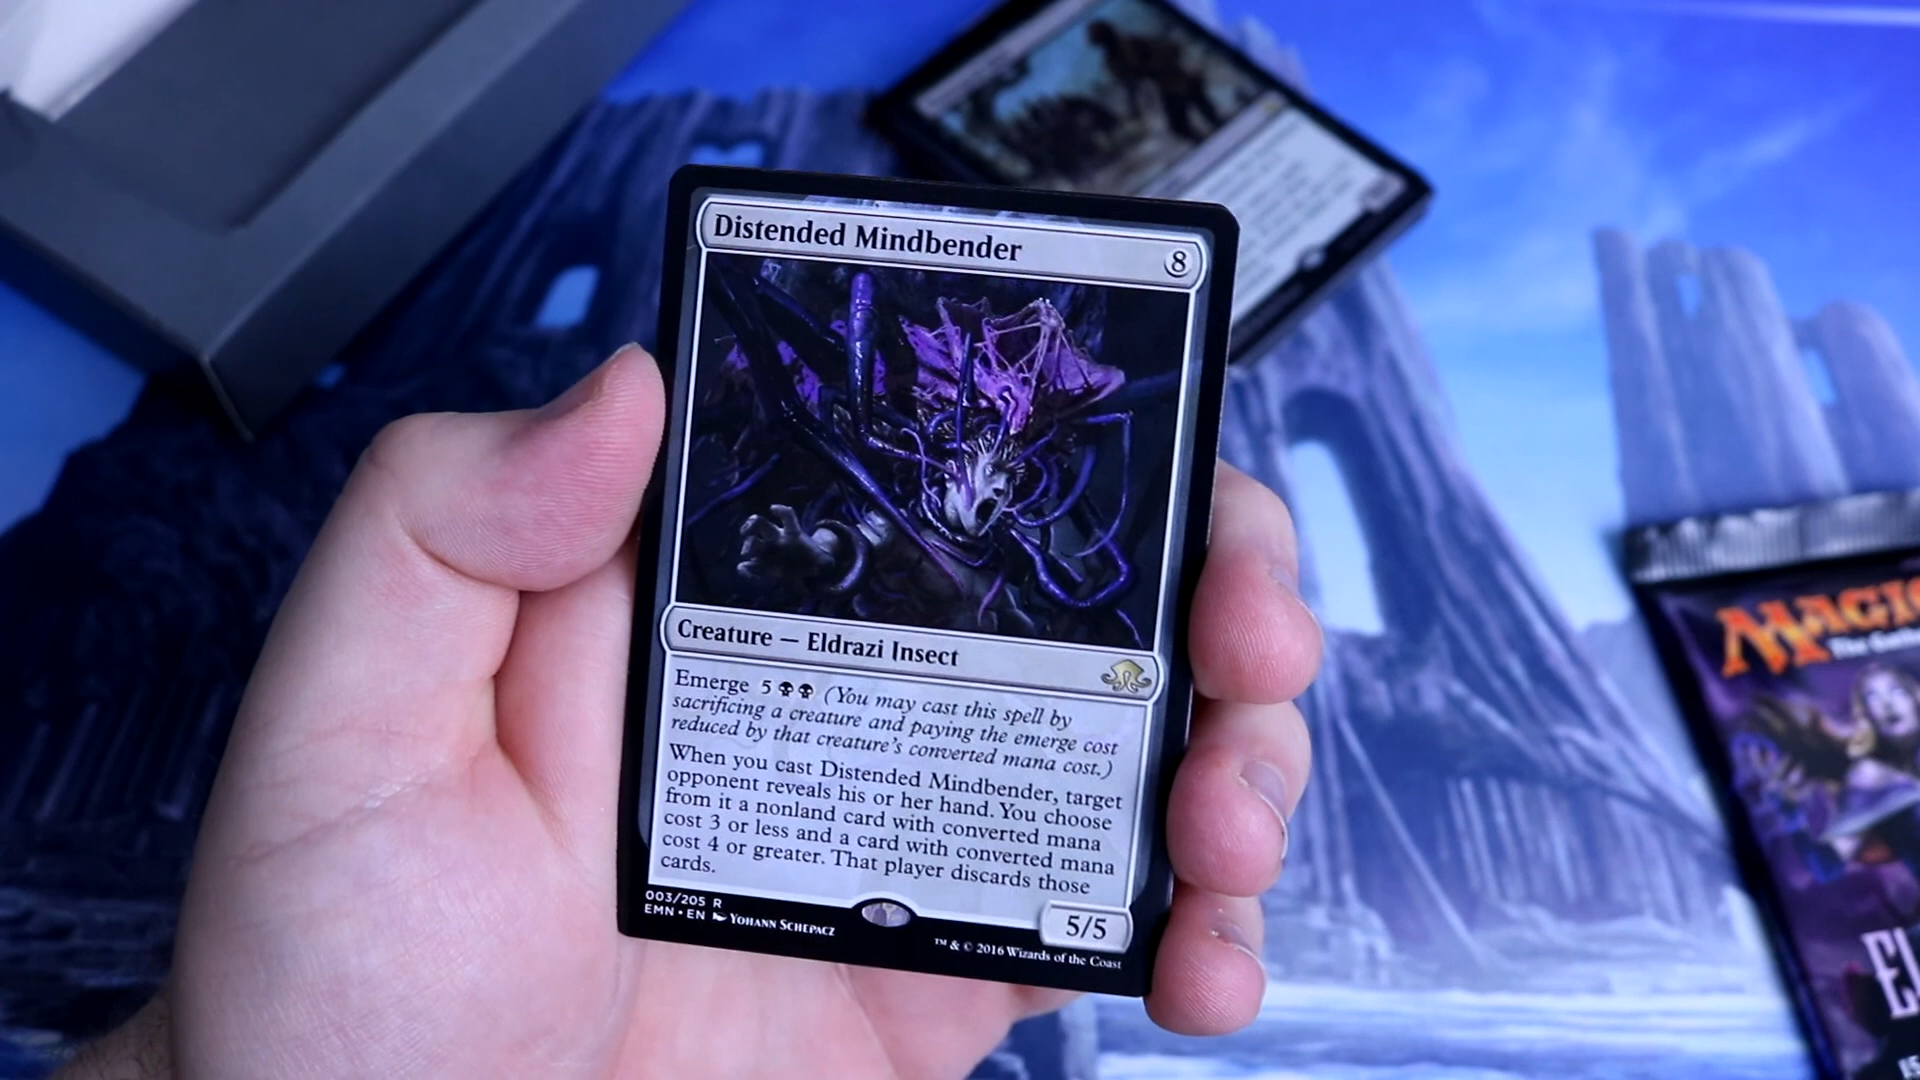 Distended Mindbender 8
Creature — Eldrazi Insect
Emerge 5 (You may cast this spell by
sacrificing a creature and paying the emerge cost
reduced by that creature's converted mana cost.)
When you cast Distended Mindbender, target
opponent reveals his or her hand. You choose
from it a nonland card with converted mana
cost 3 or less and a card with converted mana
cost 4 or greater. That player discards those
cards.
5/5
003/205 R
EMN • EN YOHANN SCHEPACZ
™ & © 2016 Wizards of the Coast
MAGIC
The